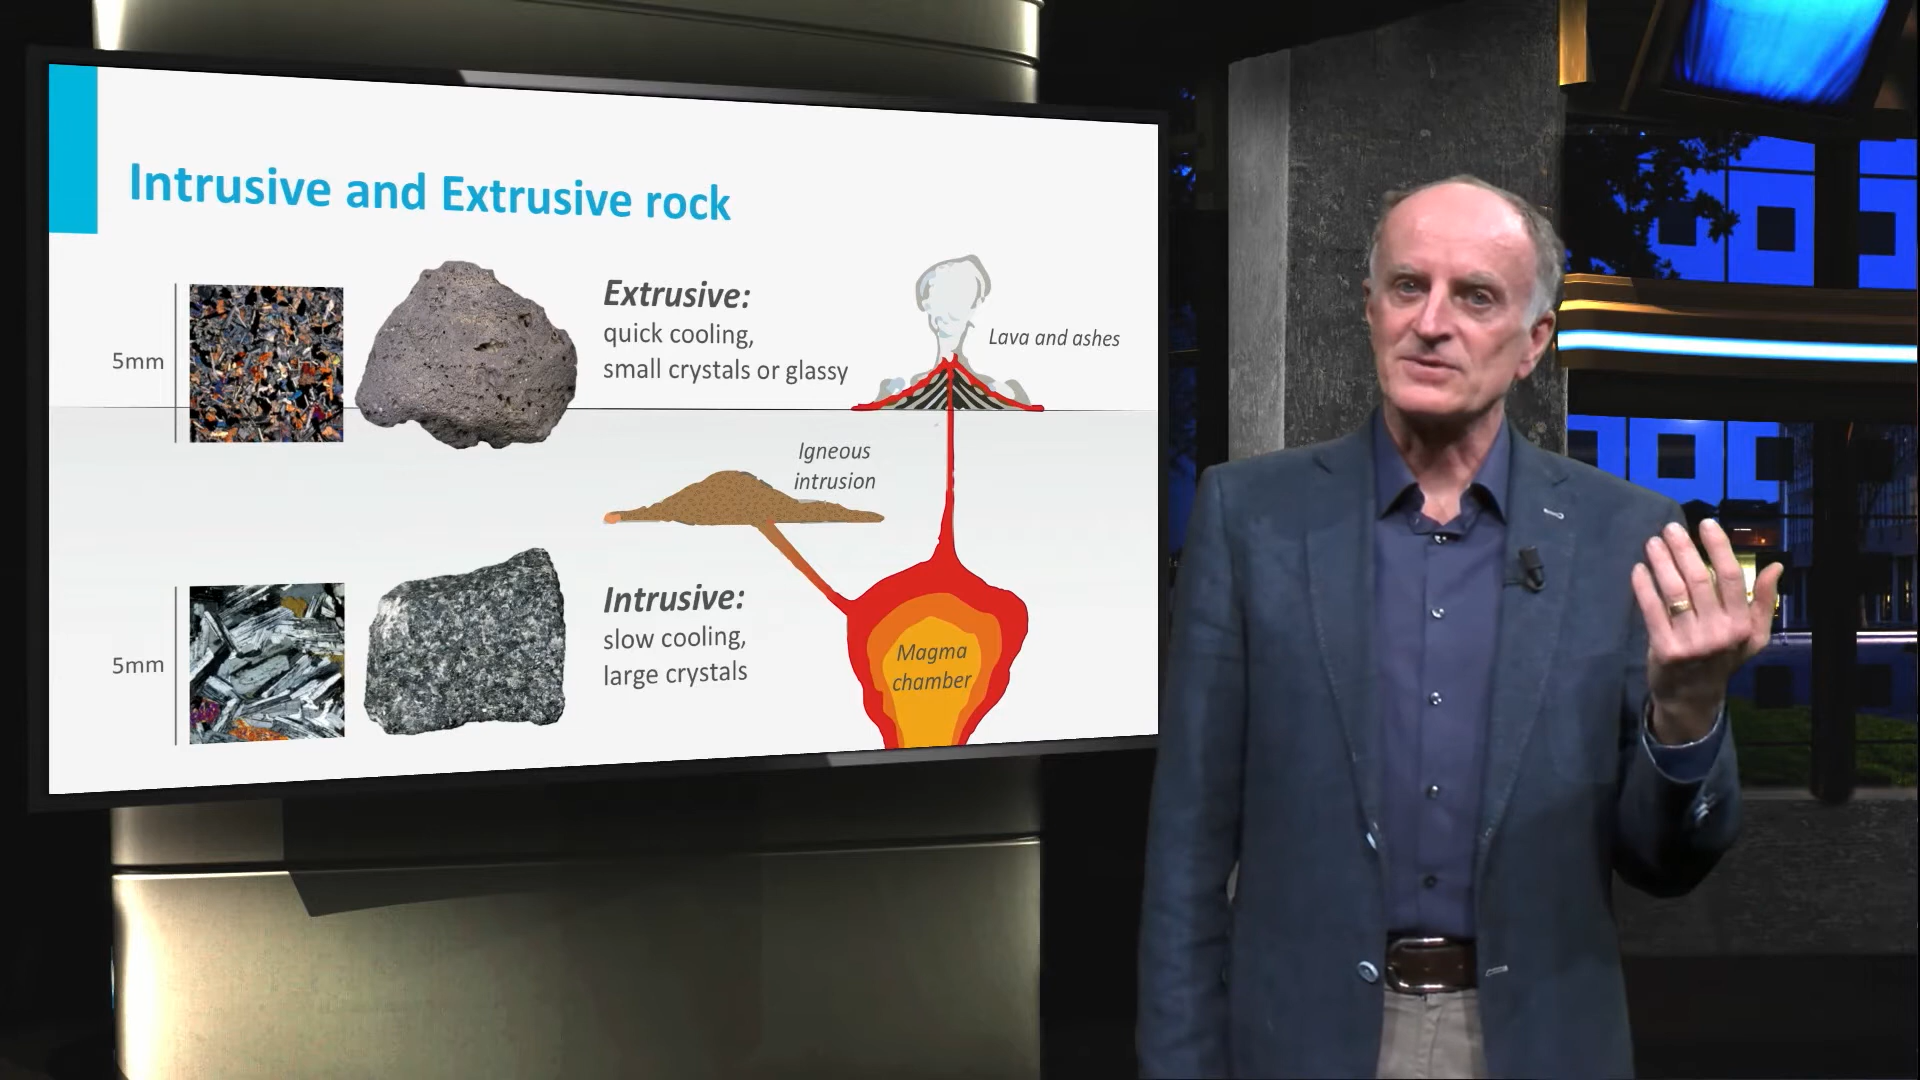 Intrusive and Extrusive rock
5mm
Extrusive:
quick cooling,
small crystals or glassy
Lava and ashes
Igneous
intrusion
5mm
Intrusive:
slow cooling,
large crystals
Magma
chamber